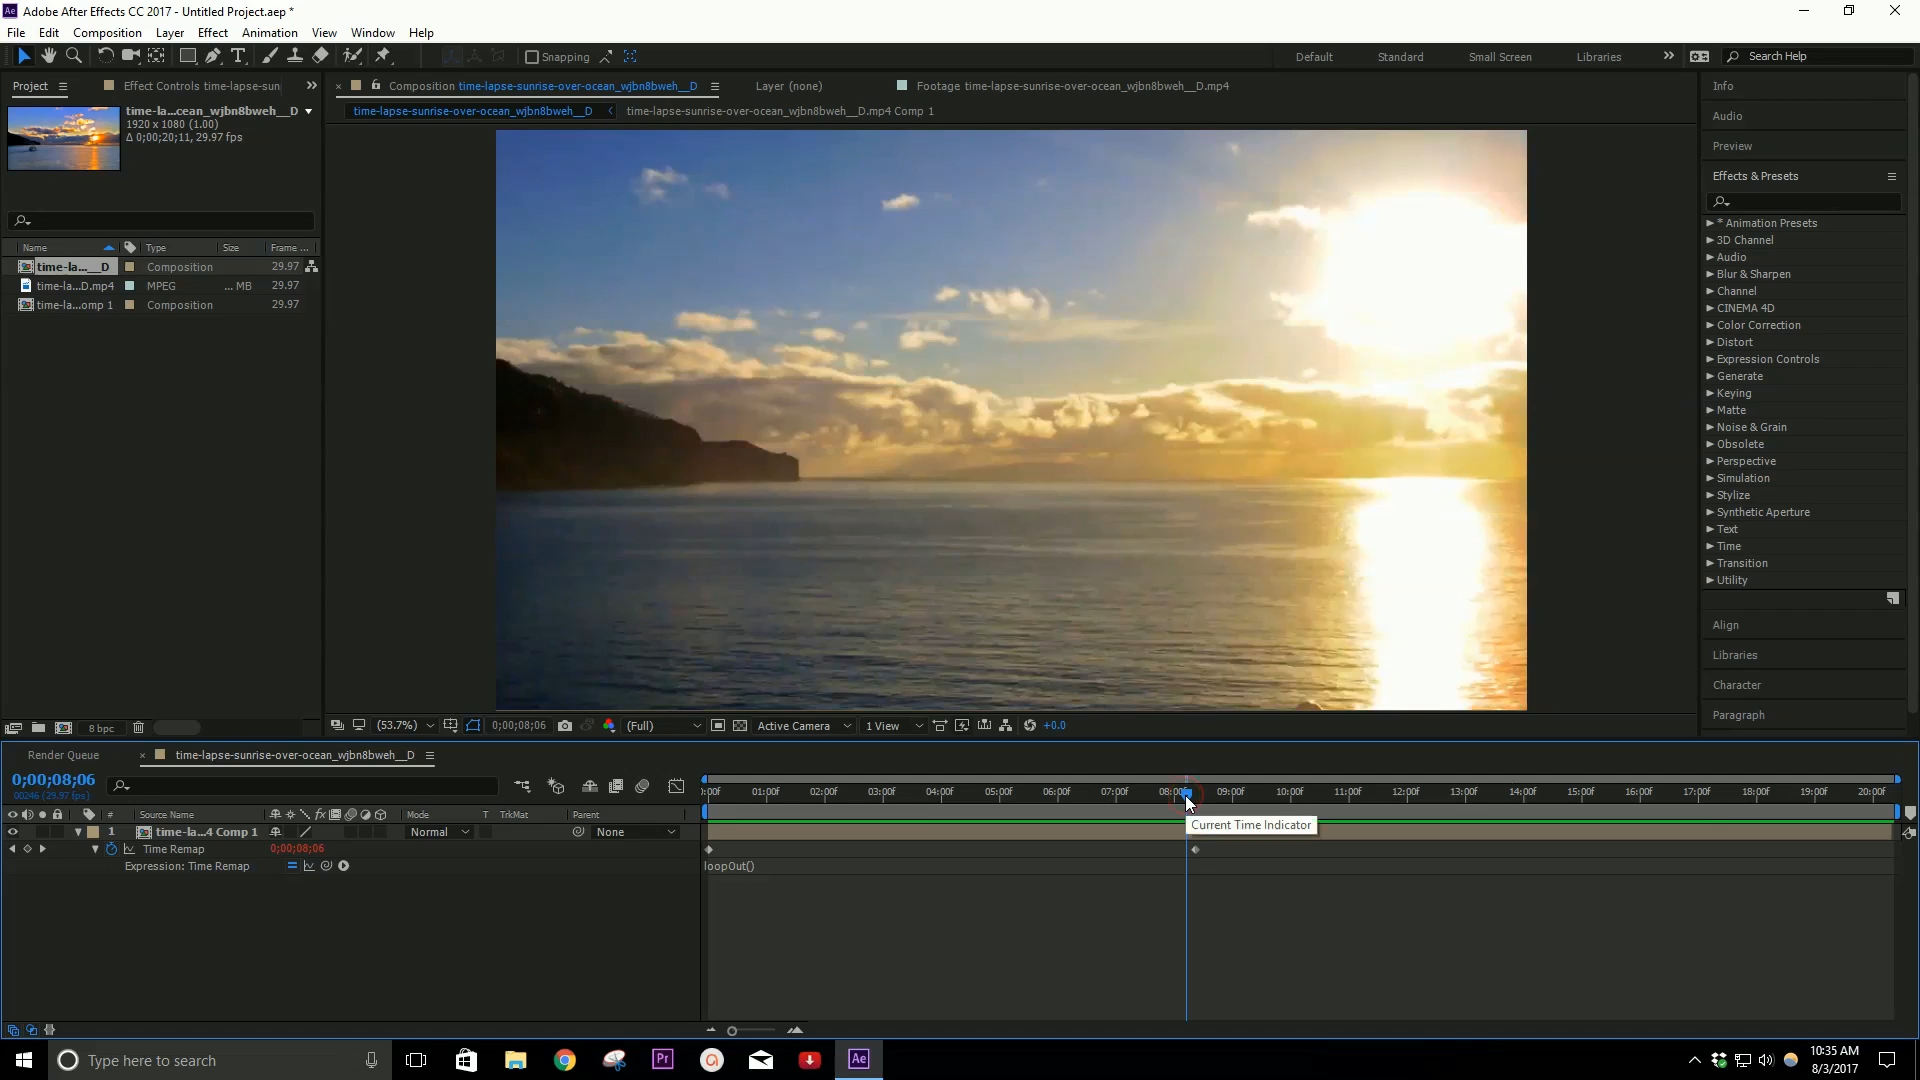 Adobe After Effects CC 2017 - Untitled Project.aep *
File Edit Composition Layer Effect Animation View Window Help
Snapping Default Standard Small Screen Libraries Search Help
Project Effect Controls time-lapse-sun
Composition time-lapse-sunrise-over-ocean_wjbn8bweh__D Layer (none) Footage time-lapse-sunrise-over-ocean_wjbn8bweh__D.mp4
time-lapse-sunrise-over-ocean_wjbn8bweh__D time-lapse-sunrise-over-ocean_wjbn8bweh__D.mp4 Comp 1
time-la...cean_wjbn8bweh__D
1920 x 1080 (1.00)
Δ 0;00;20;11, 29.97 fps
Name Type Size Frame ...
time-la...__D Composition 29.97
time-la...D.mp4 MPEG ... MB 29.97
time-la...omp 1 Composition 29.97
8 bpc
Info
Audio
Preview
Effects & Presets
* Animation Presets
3D Channel
Audio
Blur & Sharpen
Channel
CINEMA 4D
Color Correction
Distort
Expression Controls
Generate
Keying
Matte
Noise & Grain
Obsolete
Perspective
Simulation
Stylize
Synthetic Aperture
Text
Time
Transition
Utility
Align
Libraries
Character
Paragraph
(53.7%) 0;00;08;06 (Full) Active Camera 1 View +0.0
Render Queue time-lapse-sunrise-over-ocean_wjbn8bweh__D
0;00;08;06
00246 (29.97 fps)
:00f 01:00f 02:00f 03:00f 04:00f 05:00f 06:00f 07:00f 08:00f 09:00f 10:00f 11:00f 12:00f 13:00f 14:00f 15:00f 16:00f 17:00f 18:00f 19:00f 20:00f
# Source Name fx Mode T TrkMat Parent
1 time-la...4 Comp 1 Normal None
Current Time Indicator
Time Remap 0;00;08;06
Expression: Time Remap loopOut()
Type here to search
Pr
Ae
10:35 AM
8/3/2017